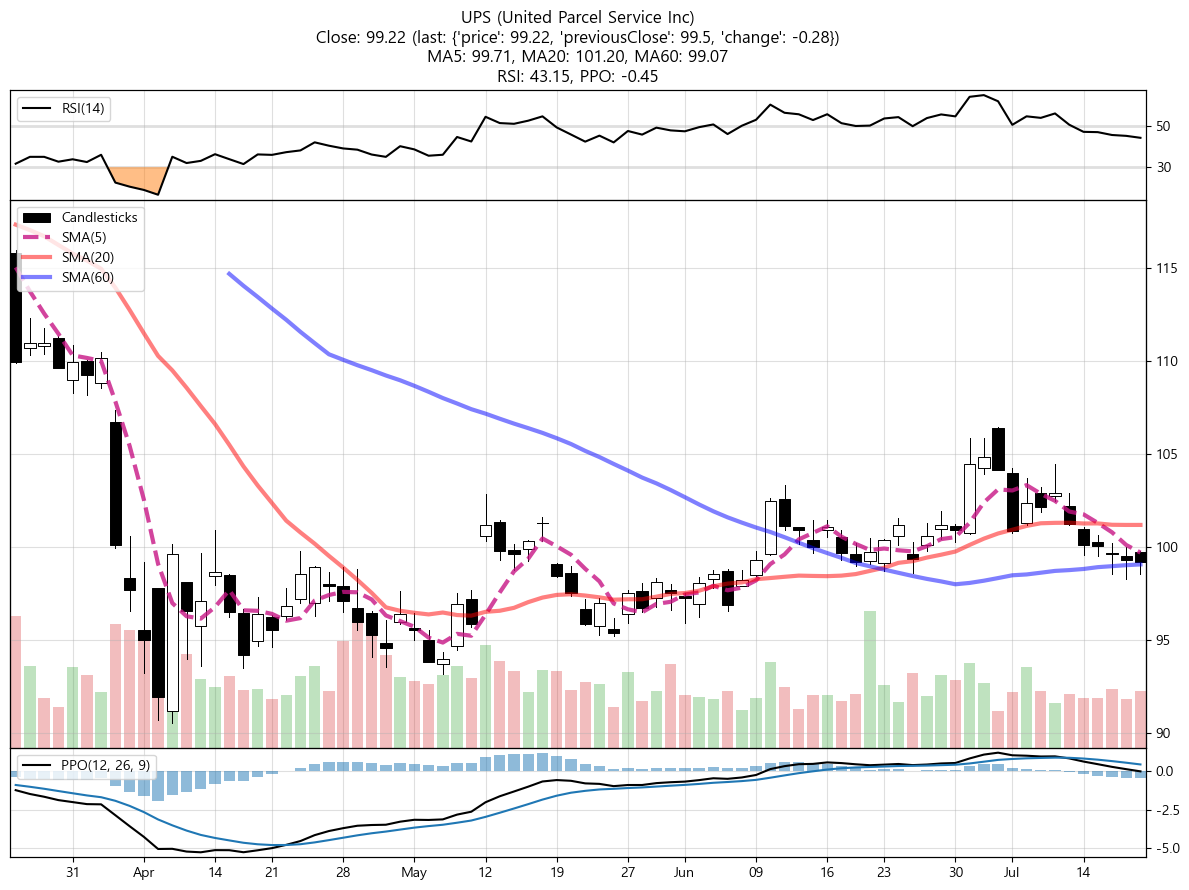 UPS (United Parcel Service Inc)
Close: 99.22 (last: {'price': 99.22, 'previousClose': 99.5, 'change': -0.28})
MA5: 99.71, MA20: 101.20, MA60: 99.07
RSI: 43.15, PPO: -0.45
RSI(14)
50
30
Candlesticks
SMA(5)
SMA(20)
SMA(60)
115
110
105
100
95
90
PPO(12, 26, 9)
0.0
-2.5
-5.0
31 Apr 14 21 28 May 12 19 27 Jun 09 16 23 30 Jul 14